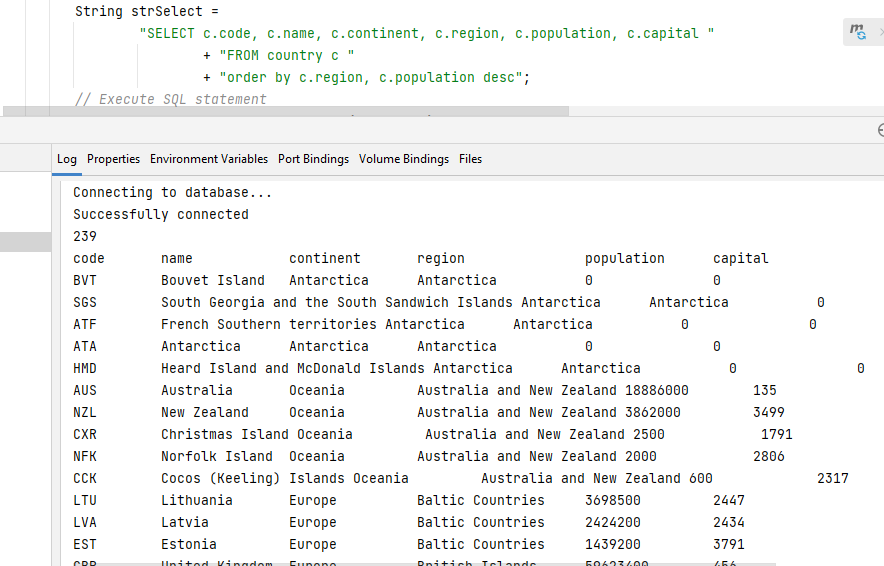 String strSelect =
"SELECT c.code, c.name, c.continent, c.region, c.population, c.capital "
+ "FROM country c "
+ "order by c.region, c.population desc";
// Execute SQL statement
Log Properties Environment Variables Port Bindings Volume Bindings Files
Connecting to database...
Successfully connected
239
code name continent region population capital
BVT Bouvet Island Antarctica Antarctica 0 0
SGS South Georgia and the South Sandwich Islands Antarctica Antarctica 0
ATF French Southern territories Antarctica Antarctica 0 0
ATA Antarctica Antarctica Antarctica 0 0
HMD Heard Island and McDonald Islands Antarctica Antarctica 0 0
AUS Australia Oceania Australia and New Zealand 18886000 135
NZL New Zealand Oceania Australia and New Zealand 3862000 3499
CXR Christmas Island Oceania Australia and New Zealand 2500 1791
NFK Norfolk Island Oceania Australia and New Zealand 2000 2806
CCK Cocos (Keeling) Islands Oceania Australia and New Zealand 600 2317
LTU Lithuania Europe Baltic Countries 3698500 2447
LVA Latvia Europe Baltic Countries 2424200 2434
EST Estonia Europe Baltic Countries 1439200 3791
GBR United Kingdom Europe British Islands 59623400 456